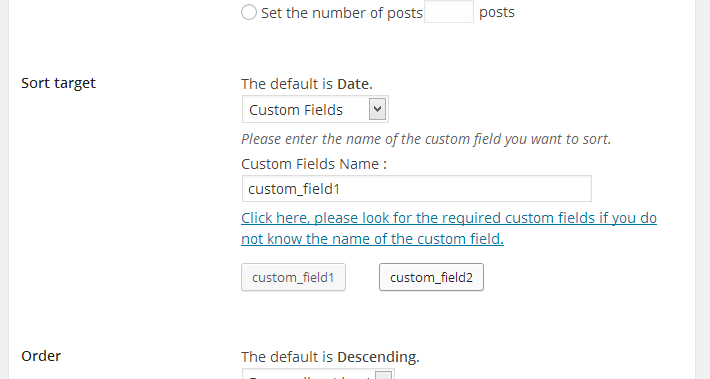 Set the number of posts posts
Sort target
The default is Date.
Custom Fields
Please enter the name of the custom field you want to sort.
Custom Fields Name :
custom_field1
Click here, please look for the required custom fields if you do
not know the name of the custom field.
custom_field1 custom_field2
Order
The default is Descending.